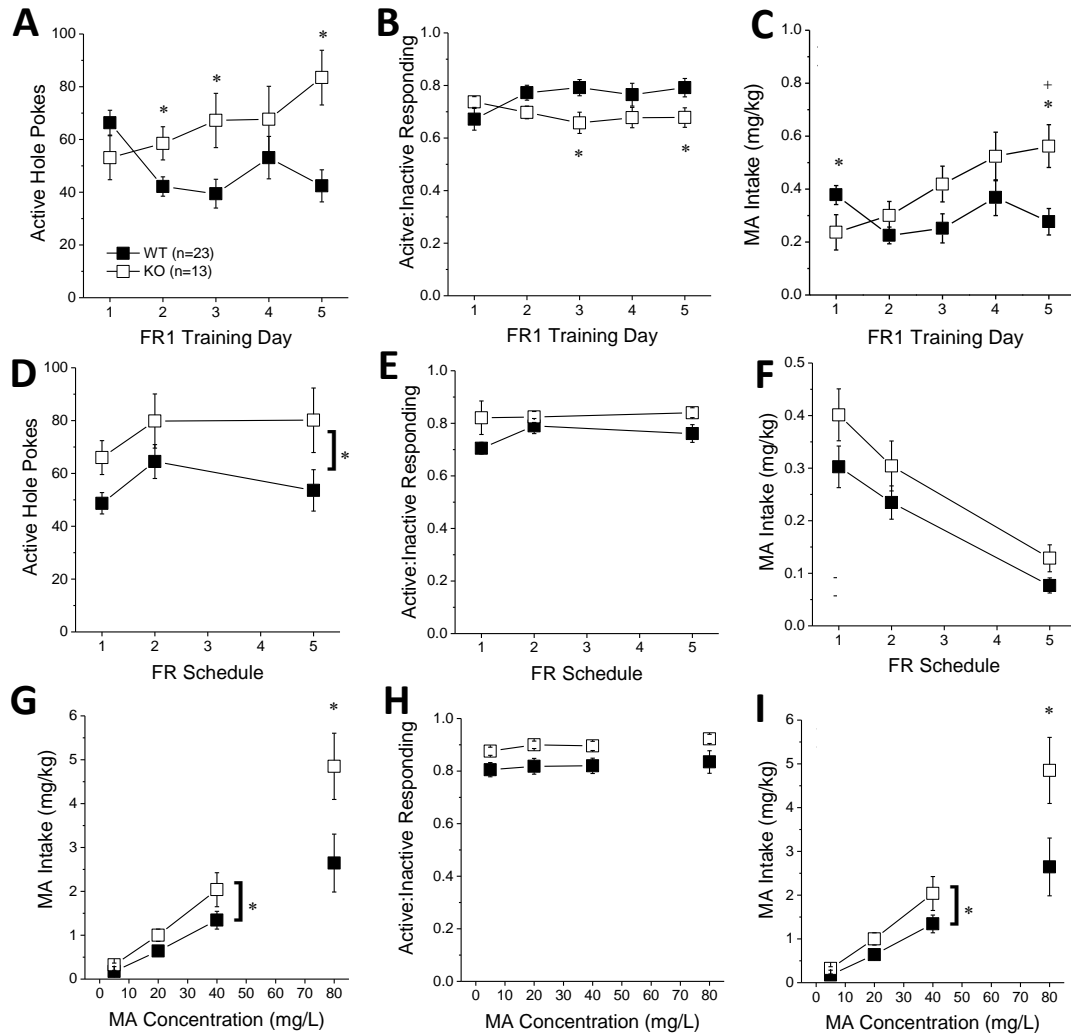 A
Active Hole Pokes
100
80
60
40
20
0
*
*
*
WT (n=23)
KO (n=13)
1 2 3 4 5
FR1 Training Day
B
Acitve:Inactive Responding
1.0
0.8
0.6
0.4
0.2
0.0
*
*
1 2 3 4 5
FR1 Training Day
C
MA Intake (mg/kg)
0.8
0.6
0.4
0.2
0.0
*
+
*
1 2 3 4 5
FR1 Training Day
D
Active Hole Pokes
100
80
60
40
20
0
*
1 2 3 4 5
FR Schedule
E
Active:Inactive Responding
1.0
0.8
0.6
0.4
0.2
0.0
1 2 3 4 5
FR Schedule
F
MA Intake (mg/kg)
0.5
0.4
0.3
0.2
0.1
0.0
1 2 3 4 5
FR Schedule
G
MA Intake (mg/kg)
6
5
4
3
2
1
0
*
*
0 10 20 30 40 50 60 70 80
MA Concentration (mg/L)
H
Active:Inactive Responding
1.0
0.8
0.6
0.4
0.2
0.0
0 10 20 30 40 50 60 70 80
MA Concentration (mg/L)
I
MA Intake (mg/kg)
6
5
4
3
2
1
0
*
*
0 10 20 30 40 50 60 70 80
MA Concentration (mg/L)